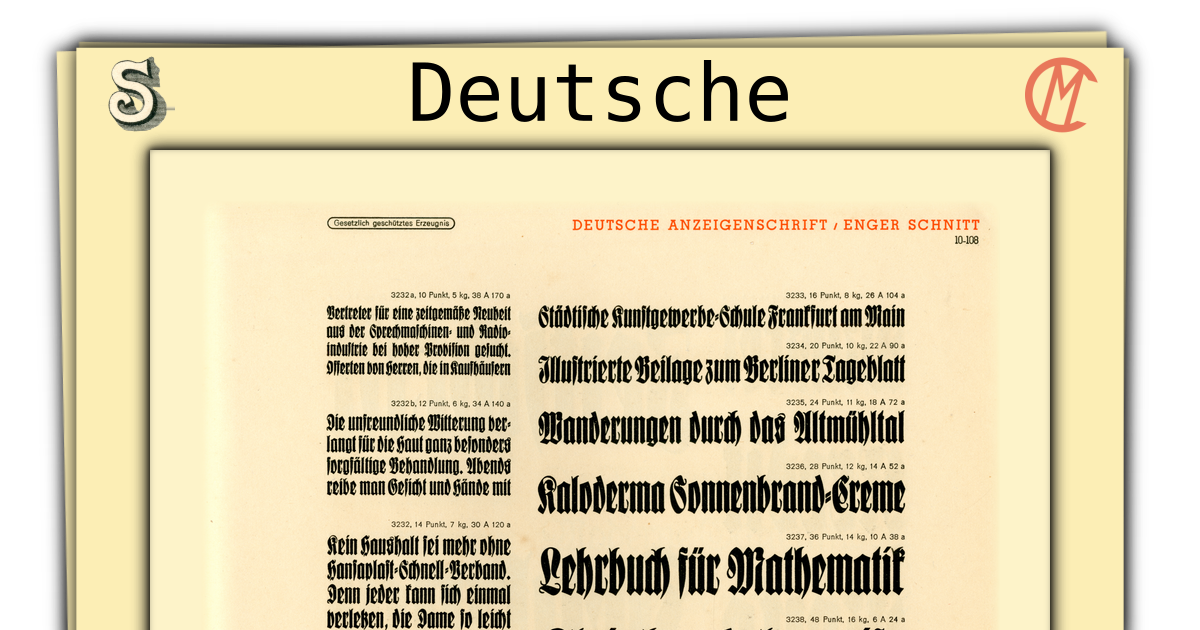 Deutsche
Gesetzlich geschütztes Erzeugnis
DEUTSCHE ANZEIGENSCHRIFT / ENGER SCHNITT
10-108
3232a, 10 Punkt, 5 kg, 38 A 170 a
Vertreter für eine zeitgemäße Neuheit
aus der Sprechmaschinen- und Radio-
industrie bei hoher Provision gesucht.
Offerten von Herren, die in Kaufhäusern
3232b, 12 Punkt, 6 kg, 34 A 140 a
Die unfreundliche Witterung ver-
langt für die Haut ganz besonders
sorgfältige Behandlung. Abends
reibe man Gesicht und Hände mit
3232, 14 Punkt, 7 kg, 30 A 120 a
Kein Haushalt sei mehr ohne
Hansaplast-Schnell-Verband.
Denn jeder kann sich einmal
verletzen, die Dame so leicht
3233, 16 Punkt, 8 kg, 26 A 104 a
Städtische Kunstgewerbe-Schule Frankfurt am Main
3234, 20 Punkt, 10 kg, 22 A 90 a
Illustrierte Beilage zum Berliner Tageblatt
3235, 24 Punkt, 11 kg, 18 A 72 a
Wanderungen durch das Altmühltal
3236, 28 Punkt, 12 kg, 14 A 52 a
Kaloderma Sonnenbrand-Creme
3237, 36 Punkt, 14 kg, 10 A 38 a
Lehrbuch für Mathematik
3238, 48 Punkt, 16 kg, 6 A 24 a